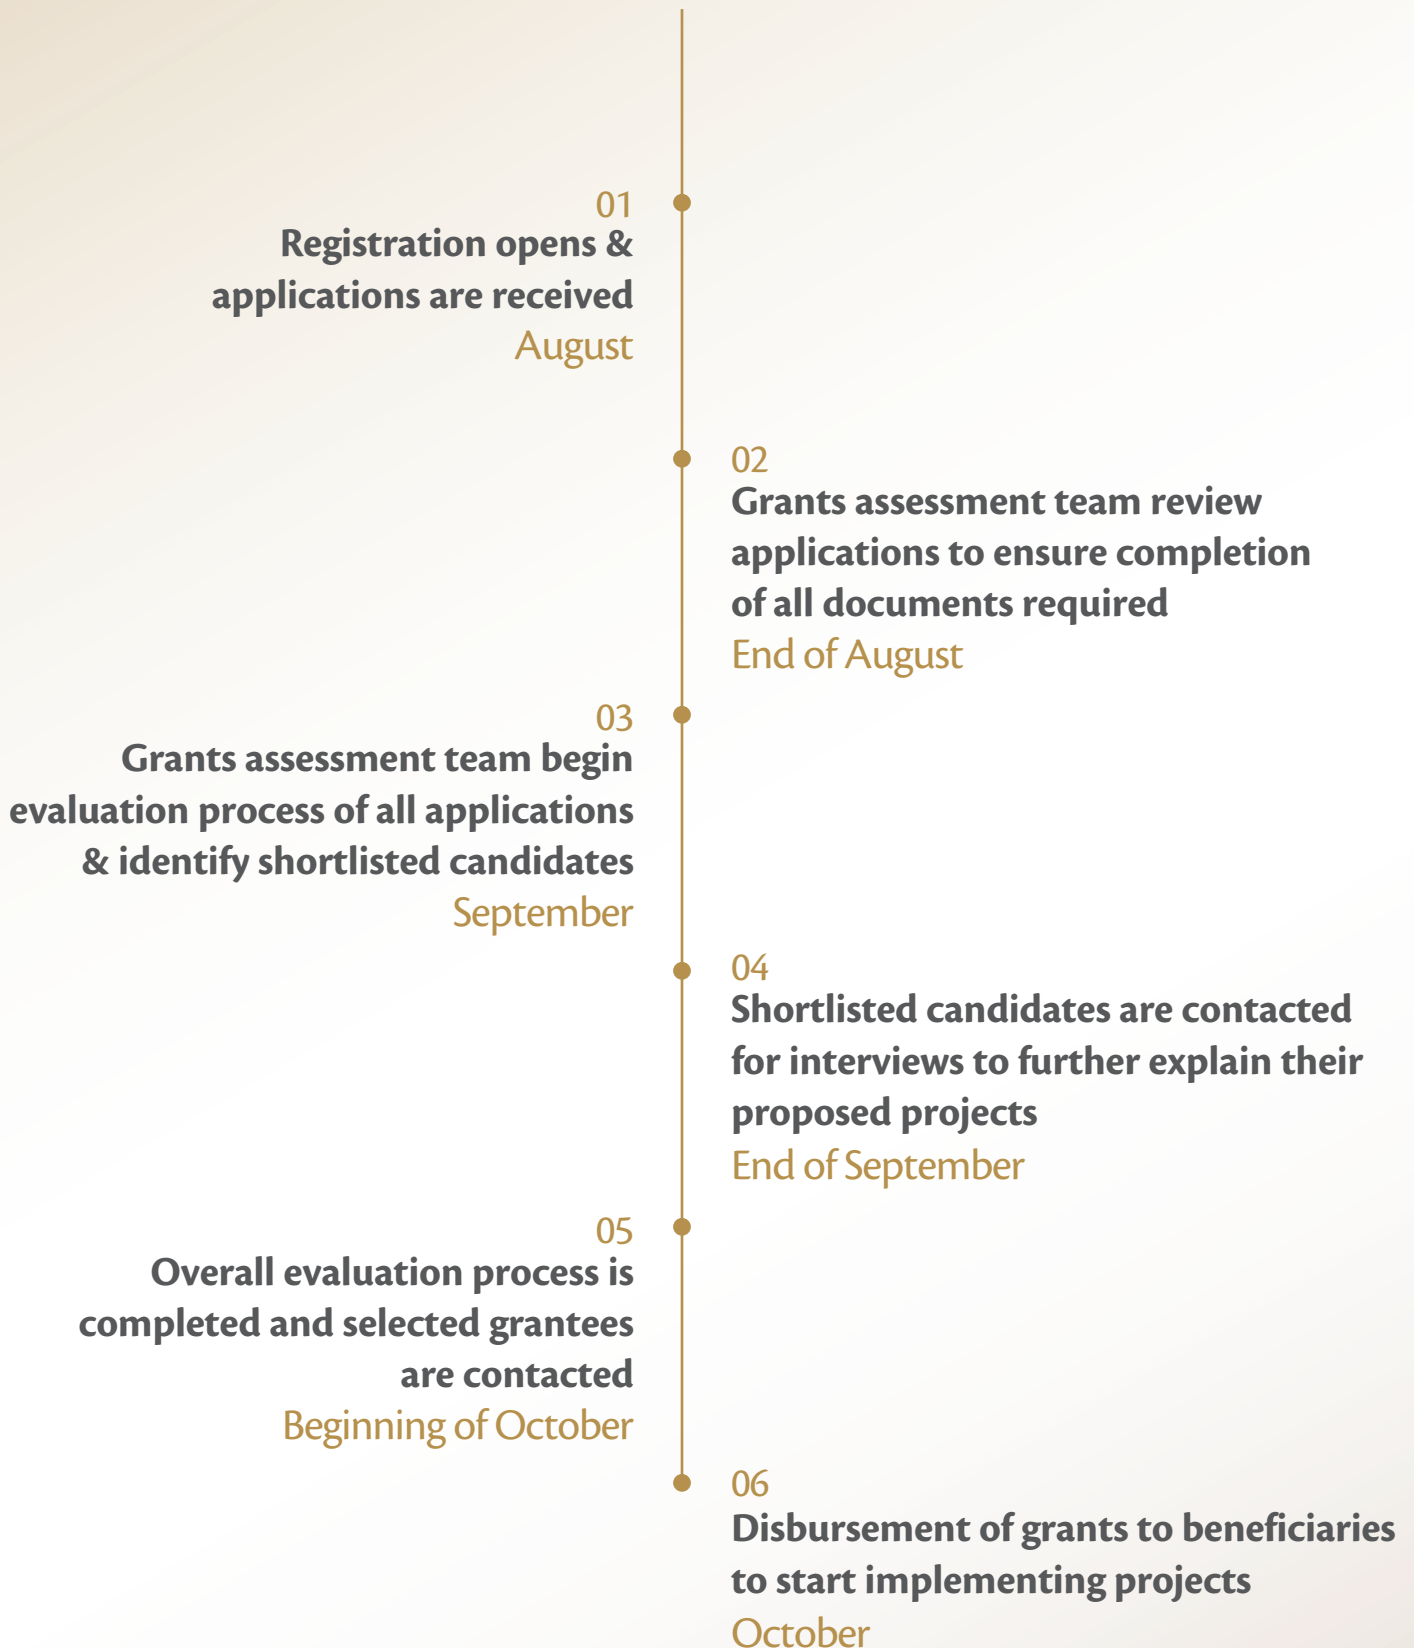 01
Registration opens &
applications are received
August
02
Grants assessment team review
applications to ensure completion
of all documents required
End of August
03
Grants assessment team begin
evaluation process of all applications
& identify shortlisted candidates
September
04
Shortlisted candidates are contacted
for interviews to further explain their
proposed projects
End of September
05
Overall evaluation process is
completed and selected grantees
are contacted
Beginning of October
06
Disbursement of grants to beneficiaries
to start implementing projects
October